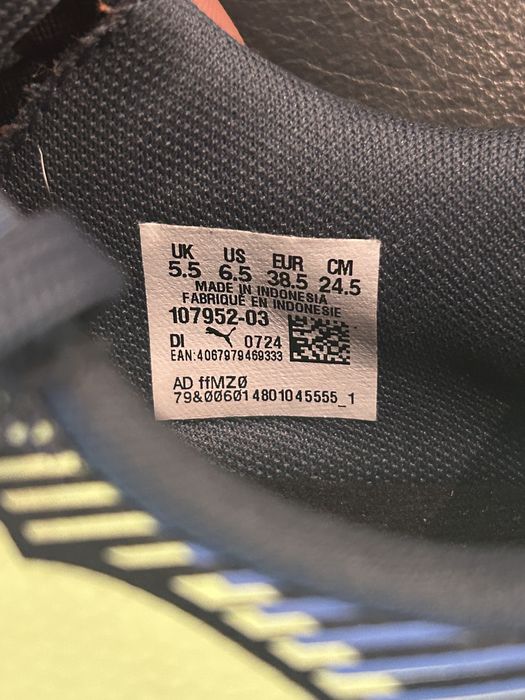 UK US EUR CM
5.5 6.5 38.5 24.5
MADE IN INDONESIA
FABRIQUÉ EN INDONESIE
107952-03
DI 0724
EAN:4067979469333
AD ffMZØ
79&ØØ6014801045555_1